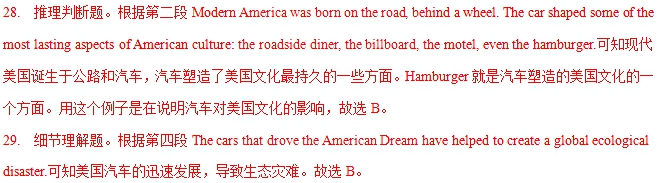 28. 推理判断题。根据第二段 Modern America was born on the road, behind a wheel. The car shaped some of the
most lasting aspects of American culture: the roadside diner, the billboard, the motel, even the hamburger.可知现代
美国诞生于公路和汽车，汽车塑造了美国文化最持久的一些方面。Hamburger 就是汽车塑造的美国文化的一
个方面。用这个例子是在说明汽车对美国文化的影响，故选 B。
29. 细节理解题。根据第四段 The cars that drove the American Dream have helped to create a global ecological
disaster.可知美国汽车的迅速发展，导致生态灾难。故选 B。